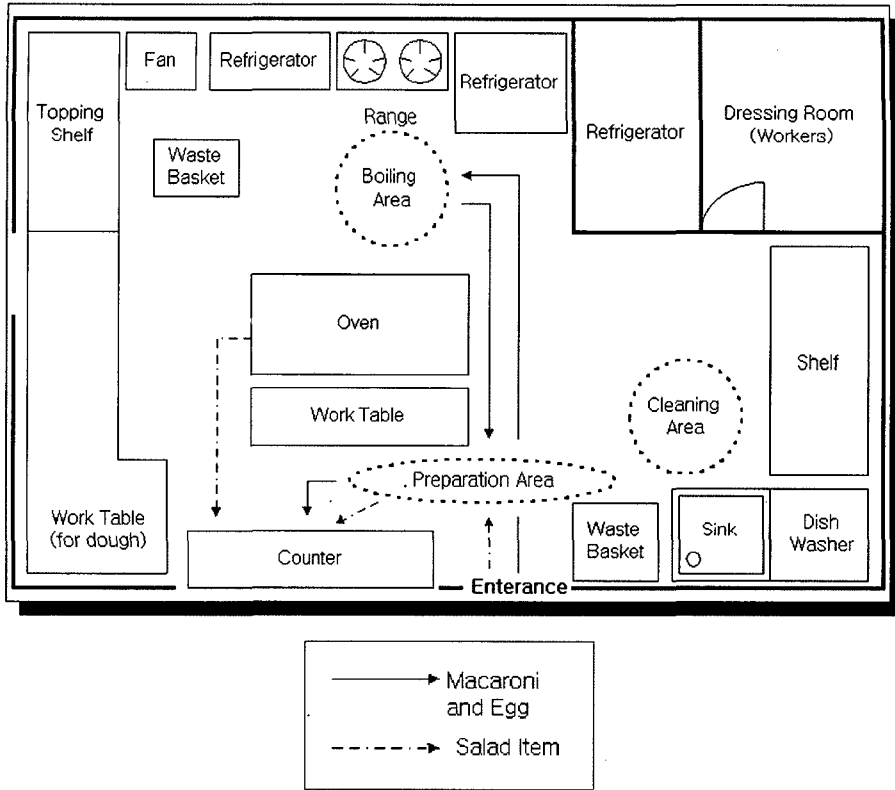 Fan
Refrigerator
Refrigerator
Topping
Shelf
Range
Refrigerator
Dressing Room
(Workers)
Waste
Basket
Boiling
Area
Oven
Shelf
Work Table
Cleaning
Area
Preparation Area
Work Table
(for dough)
Counter
Waste
Basket
Sink
Dish
Washer
Enterance
Macaroni
and Egg
Salad Item